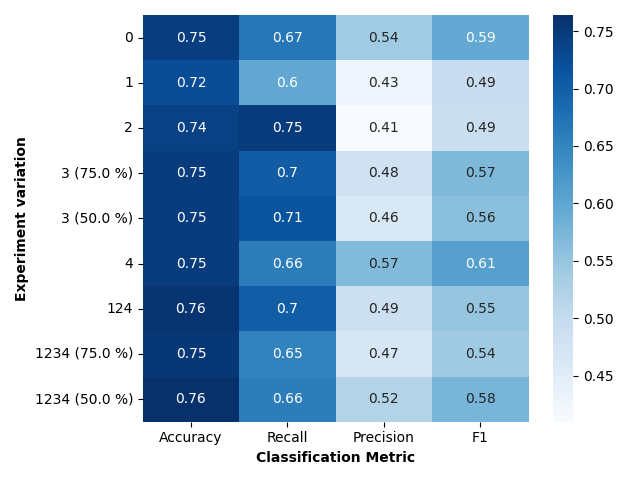 0 0.75 0.67 0.54 0.59
1 0.72 0.6 0.43 0.49
2 0.74 0.75 0.41 0.49
3 (75.0 %) 0.75 0.7 0.48 0.57
3 (50.0 %) 0.75 0.71 0.46 0.56
4 0.75 0.66 0.57 0.61
124 0.76 0.7 0.49 0.55
1234 (75.0 %) 0.75 0.65 0.47 0.54
1234 (50.0 %) 0.76 0.66 0.52 0.58
Accuracy Recall Precision F1
Classification Metric
Experiment variation
0.75
0.70
0.65
0.60
0.55
0.50
0.45